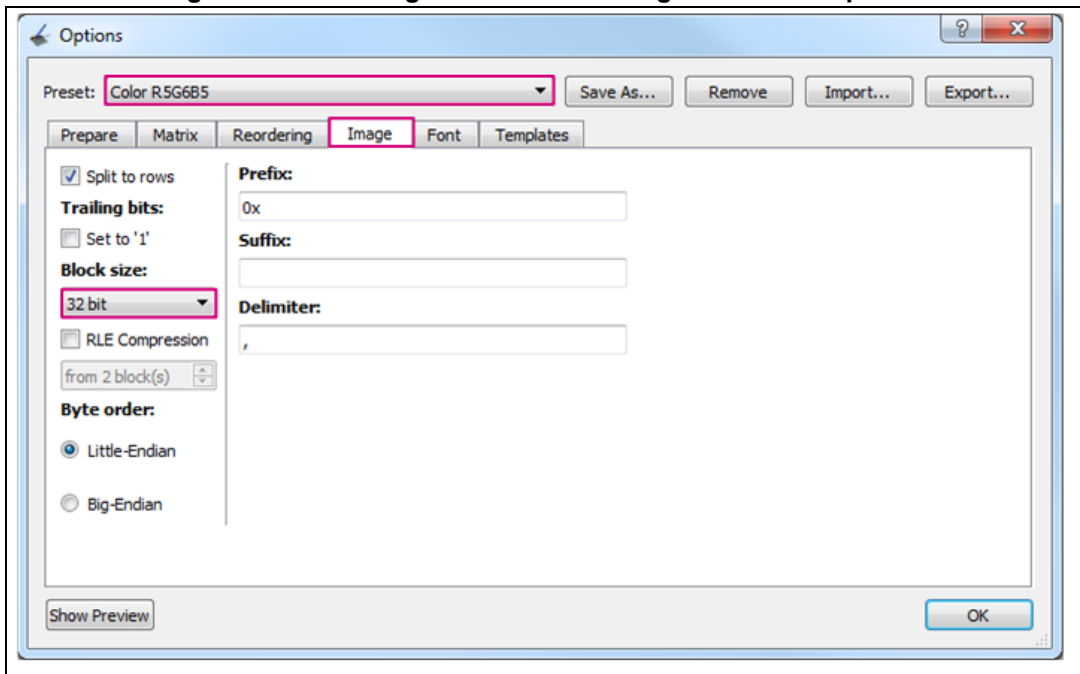 Options
Preset: Color R5G6B5 Save As... Remove Import... Export...
Prepare Matrix Reordering Image Font Templates
Split to rows
Trailing bits:
Set to '1'
Block size:
32 bit
RLE Compression
from 2 block(s)
Byte order:
Little-Endian
Big-Endian
Prefix:
0x
Suffix:
Delimiter:
,
Show Preview OK